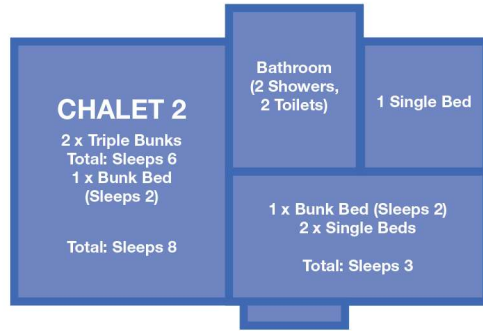 CHALET 2
2 x Triple Bunks
Total: Sleeps 6
1 x Bunk Bed
(Sleeps 2)
Total: Sleeps 8
Bathroom
(2 Showers,
2 Toilets)
1 Single Bed
1 x Bunk Bed (Sleeps 2)
2 x Single Beds
Total: Sleeps 3